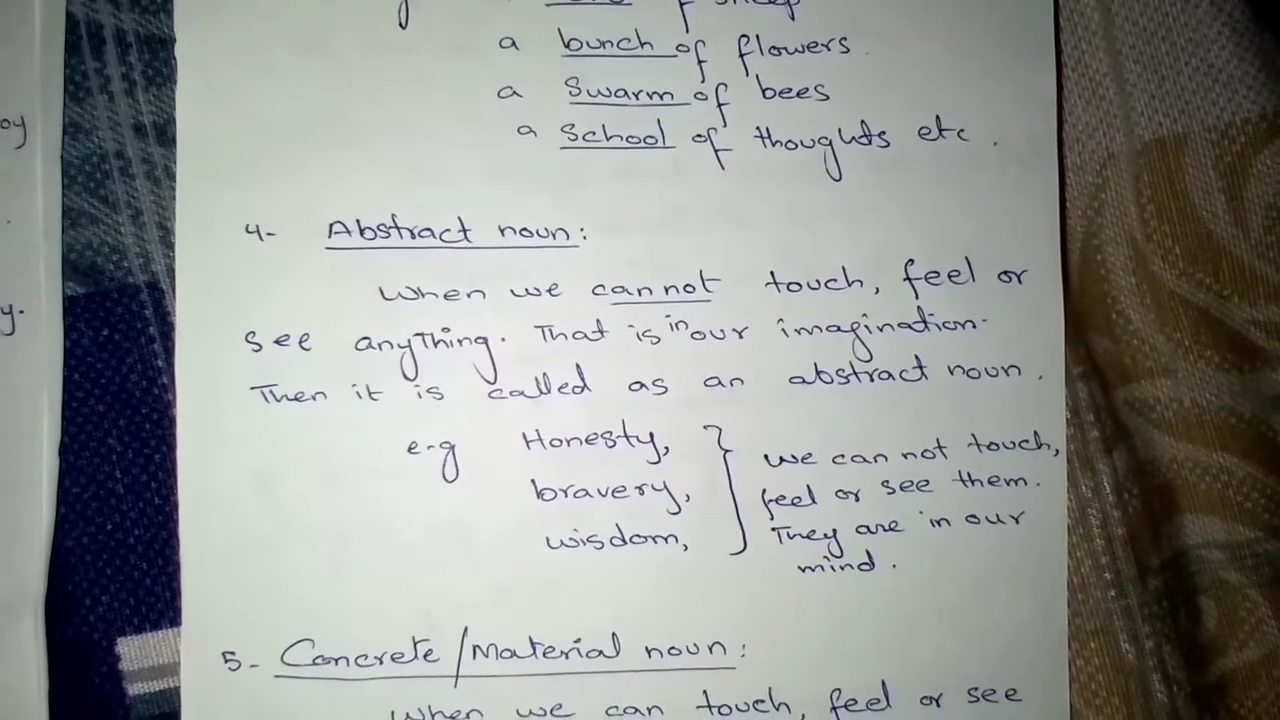 of sheep
a bunch of flowers
a swarm of bees
a school of thoughts etc.
4- Abstract noun:
When we cannot touch, feel or
see anything. That is in our imagination.
Then it is called as an abstract noun.
e-g Honesty,
bravery,
wisdom,
we can not touch,
feel or see them.
They are in our
mind.
5- Concrete/Material noun:
When we can touch, feel or see
oy
y.